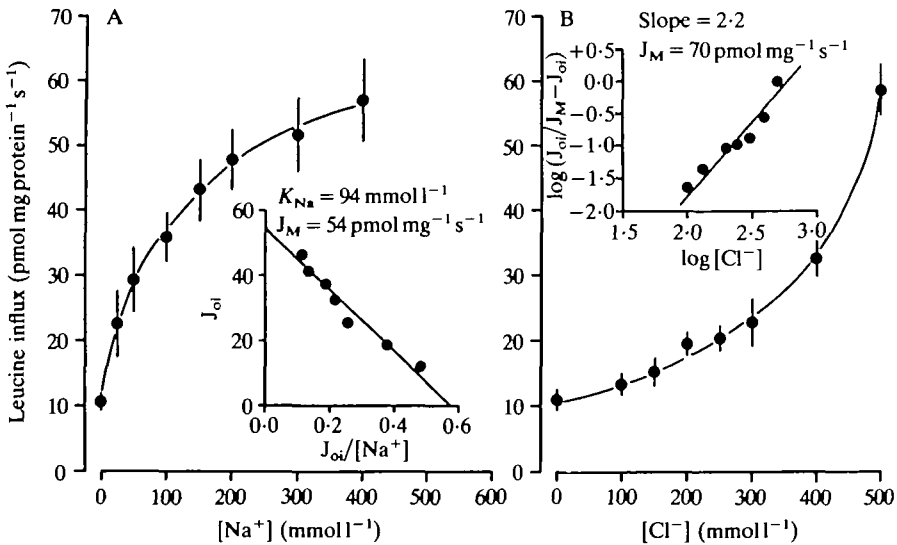 A
Leucine influx (pmol mg protein⁻¹ s⁻¹)
70
60
50
40
30
20
10
0
0 100 200 300 400 500 600
[Na⁺] (mmol l⁻¹)
K_Na = 94 mmol l⁻¹
J_M = 54 pmol mg⁻¹ s⁻¹
J_oi
60
40
20
0
0·0 0·2 0·4 0·6
J_oi/[Na⁺]
B
70
60
50
40
30
20
10
0
0 100 200 300 400 500
[Cl⁻] (mmol l⁻¹)
Slope = 2·2
J_M = 70 pmol mg⁻¹ s⁻¹
log (J_oi/J_M−J_oi)
+0·5
0·0
−0·5
−1·0
−1·5
−2·0
1·5 2·0 2·5 3·0
log [Cl⁻]